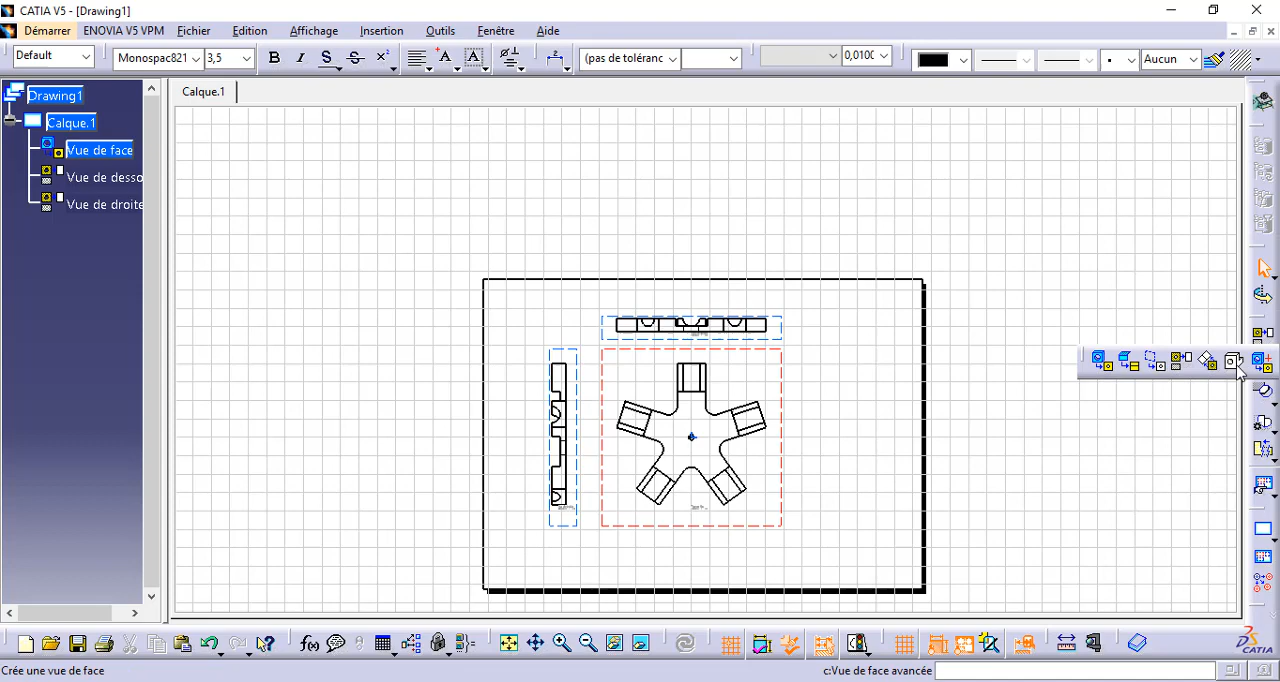 CATIA V5 - [Drawing1]
Démarrer ENOVIA V5 VPM Fichier Edition Affichage Insertion Outils Fenêtre Aide
Default Monospac821 3,5 B I S S (pas de toléranc 0,010( Aucun
Drawing1
Calque.1
Vue de face
Vue de desso
Vue de droite
Calque.1
f(x)
CATIA
Crée une vue de face c:Vue de face avancée